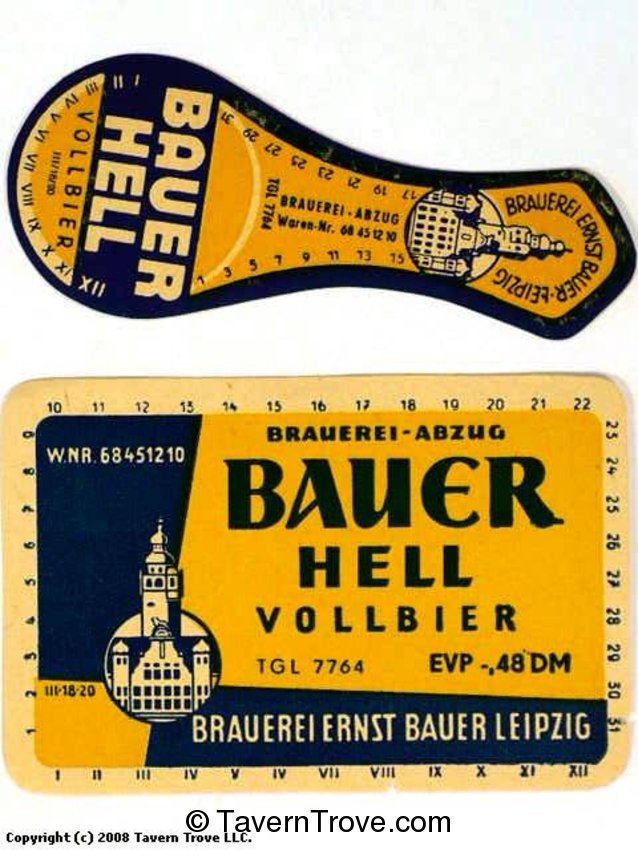 I II III IV V VI VII VIII IX X XI XII
III/18/20
VOLLBIER
BAUER
HELL
31 29 27 25 23 21 19 17
TGL 7764
BRAUEREI-ABZUG
Waren-Nr. 68 45 12 10
1 3 5 7 9 11 13 15
BRAUEREI ERNST BAUER-LEIPZIG
10 11 12 13 14 15 16 17 18 19 20 21 22
1 2 3 4 5 6 7 8 9
23 24 25 26 27 28 29 30 31
W.NR. 68451210
BRAUEREI-ABZUG
BAUER
HELL
VOLLBIER
TGL 7764 EVP -,48 DM
III-18-20
BRAUEREI ERNST BAUER LEIPZIG
I II III IV V VI VII VIII IX X XI XII
Copyright (c) 2008 Tavern Trove LLC.
© TavernTrove.com